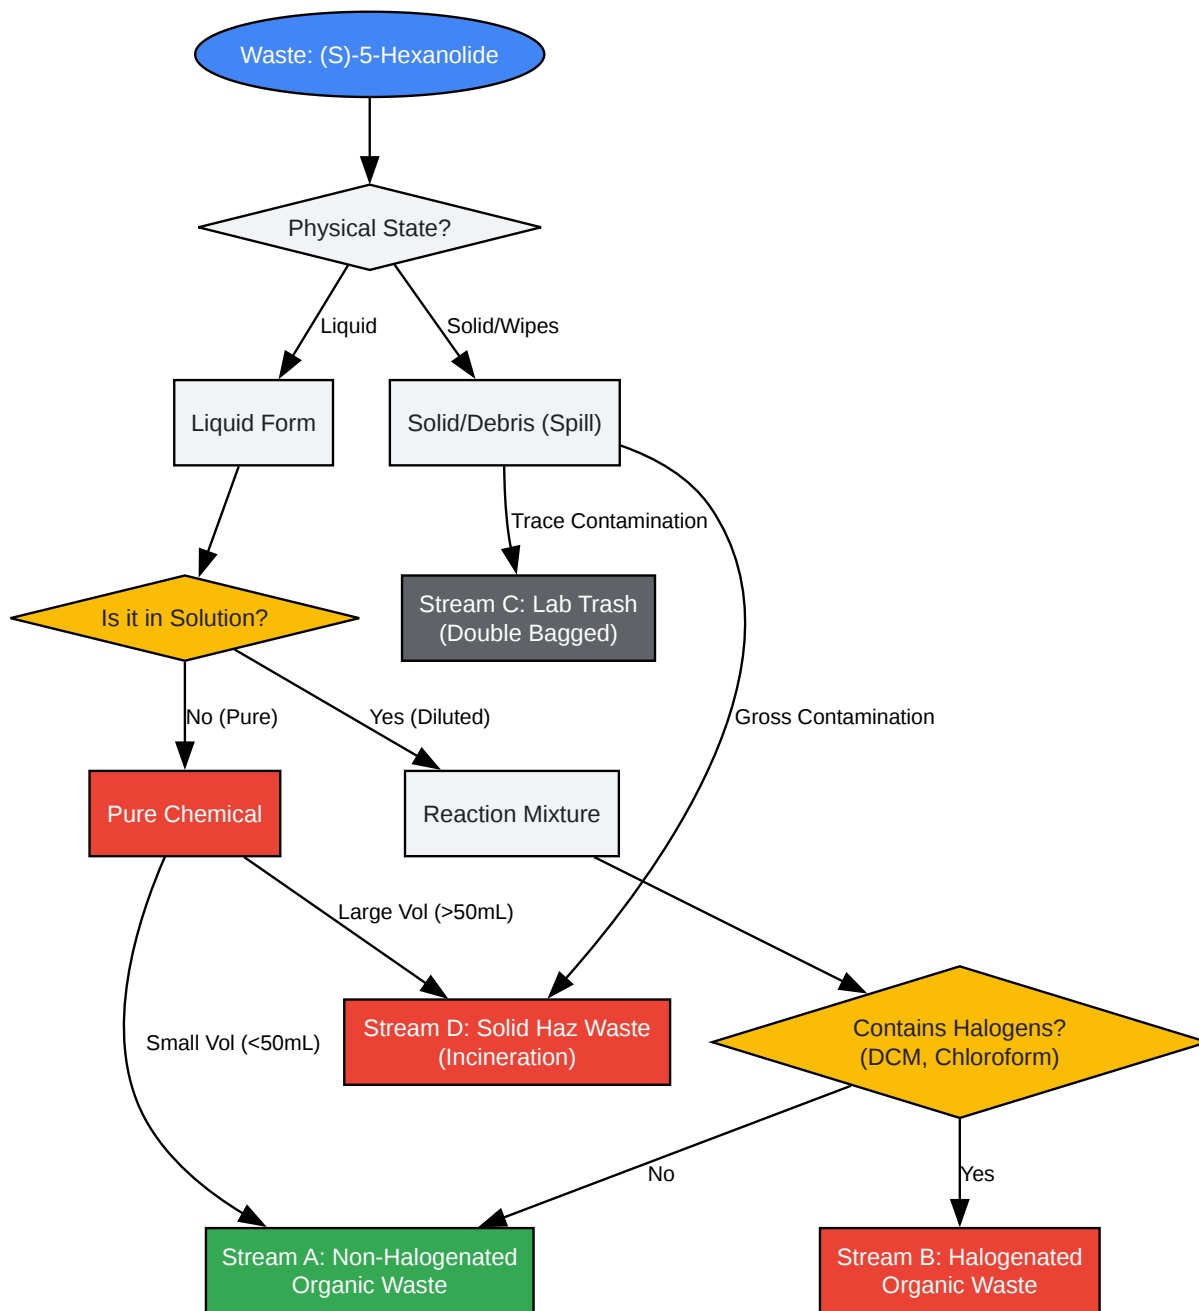 Waste: (S)-5-Hexanolide
Physical State?
Liquid
Solid/Wipes
Liquid Form
Solid/Debris (Spill)
Trace Contamination
Is it in Solution?
Stream C: Lab Trash
(Double Bagged)
No (Pure)
Yes (Diluted)
Gross Contamination
Pure Chemical
Reaction Mixture
Large Vol (>50mL)
Small Vol (<50mL)
Stream D: Solid Haz Waste
(Incineration)
Contains Halogens?
(DCM, Chloroform)
No
Yes
Stream A: Non-Halogenated
Organic Waste
Stream B: Halogenated
Organic Waste